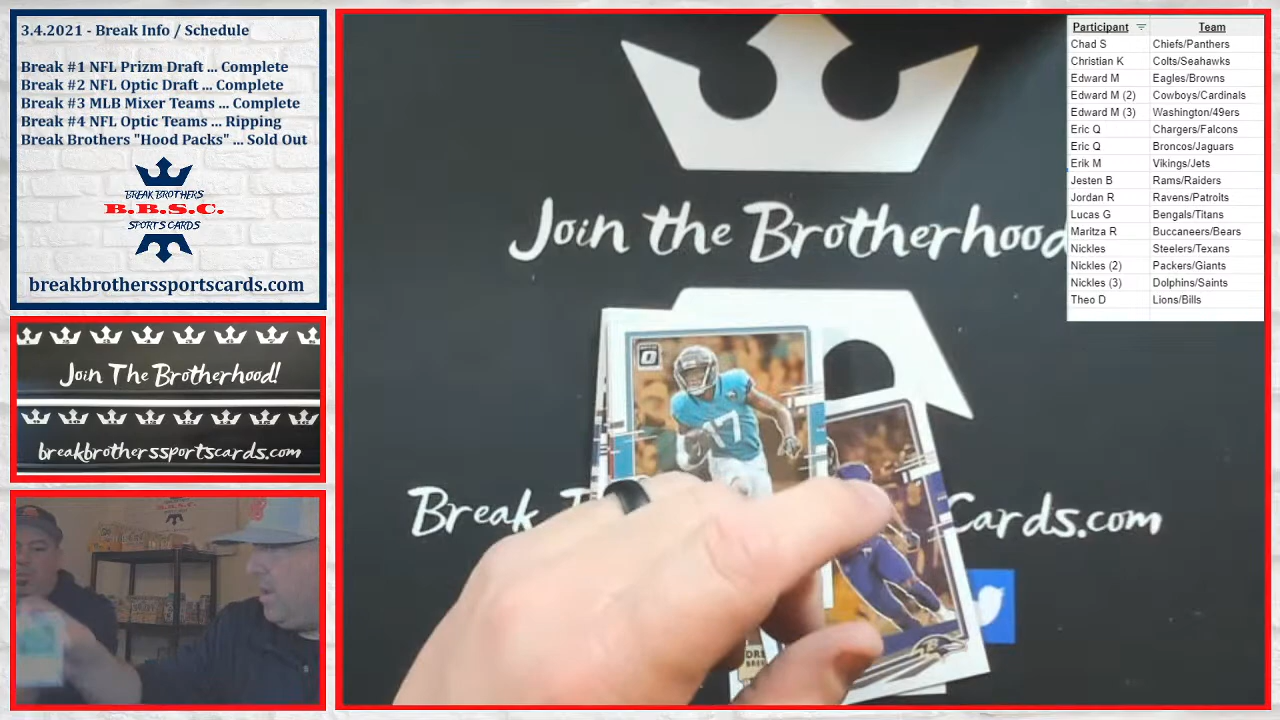 3.4.2021 - Break Info / Schedule
Break #1 NFL Prizm Draft ... Complete
Break #2 NFL Optic Draft ... Complete
Break #3 MLB Mixer Teams ... Complete
Break #4 NFL Optic Teams ... Ripping
Break Brothers "Hood Packs" ... Sold Out
BREAK BROTHERS
B.B.S.C.
SPORTS CARDS
breakbrotherssportscards.com
Join The Brotherhood!
breakbrotherssportscards.com
Join the Brotherhood
Break
Cards.com
17
Participant Team
Chad S Chiefs/Panthers
Christian K Colts/Seahawks
Edward M Eagles/Browns
Edward M (2) Cowboys/Cardinals
Edward M (3) Washington/49ers
Eric Q Chargers/Falcons
Eric Q Broncos/Jaguars
Erik M Vikings/Jets
Jesten B Rams/Raiders
Jordan R Ravens/Patroits
Lucas G Bengals/Titans
Maritza R Buccaneers/Bears
Nickles Steelers/Texans
Nickles (2) Packers/Giants
Nickles (3) Dolphins/Saints
Theo D Lions/Bills